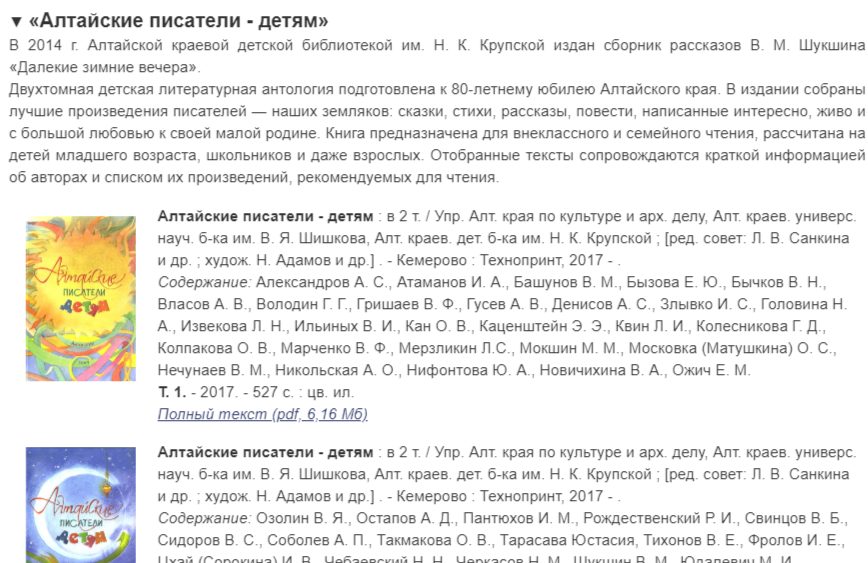 ▼ «Алтайские писатели - детям»
В 2014 г. Алтайской краевой детской библиотекой им. Н. К. Крупской издан сборник рассказов В. М. Шукшина
«Далекие зимние вечера».
Двухтомная детская литературная антология подготовлена к 80-летнему юбилею Алтайского края. В издании собраны
лучшие произведения писателей — наших земляков: сказки, стихи, рассказы, повести, написанные интересно, живо и
с большой любовью к своей малой родине. Книга предназначена для внеклассного и семейного чтения, рассчитана на
детей младшего возраста, школьников и даже взрослых. Отобранные тексты сопровождаются краткой информацией
об авторах и списком их произведений, рекомендуемых для чтения.
Алтайские
ПИСАТЕЛИ
детям
Алтайские писатели - детям : в 2 т. / Упр. Алт. края по культуре и арх. делу, Алт. краев. универс.
науч. б-ка им. В. Я. Шишкова, Алт. краев. дет. б-ка им. Н. К. Крупской ; [ред. совет: Л. В. Санкина
и др. ; худож. Н. Адамов и др.] . - Кемерово : Технопринт, 2017 - .
Содержание: Александров А. С., Атаманов И. А., Башунов В. М., Бызова Е. Ю., Бычков В. Н.,
Власов А. В., Володин Г. Г., Гришаев В. Ф., Гусев А. В., Денисов А. С., Злывко И. С., Головина Н.
А., Извекова Л. Н., Ильиных В. И., Кан О. В., Каценштейн Э. Э., Квин Л. И., Колесникова Г. Д.,
Колпакова О. В., Марченко В. Ф., Мерзликин Л.С., Мокшин М. М., Московка (Матушкина) О. С.,
Нечунаев В. М., Никольская А. О., Нифонтова Ю. А., Новичихина В. А., Ожич Е. М.
Т. 1. - 2017. - 527 с. : цв. ил.
Полный текст (pdf, 6,16 Мб)
Алтайские
ПИСАТЕЛИ
детям
Алтайские писатели - детям : в 2 т. / Упр. Алт. края по культуре и арх. делу, Алт. краев. универс.
науч. б-ка им. В. Я. Шишкова, Алт. краев. дет. б-ка им. Н. К. Крупской ; [ред. совет: Л. В. Санкина
и др. ; худож. Н. Адамов и др.] . - Кемерово : Технопринт, 2017 - .
Содержание: Озолин В. Я., Остапов А. Д., Пантюхов И. М., Рождественский Р. И., Свинцов В. Б.,
Сидоров В. С., Соболев А. П., Такмакова О. В., Тарасава Юстасия, Тихонов В. Е., Фролов И. Е.,
Цхай (Сорокина) И. В., Чебаевский Н. Н., Черкасов Н. М., Шукшин В. М., Юдалевич М. И.